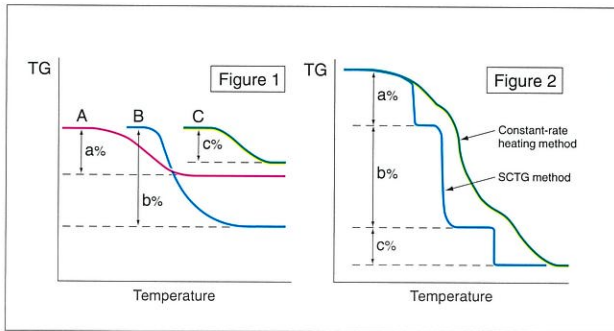 TG
Figure 1
A
B
C
a%
b%
c%
Temperature
TG
Figure 2
a%
b%
c%
Constant-rate
heating method
SCTG method
Temperature